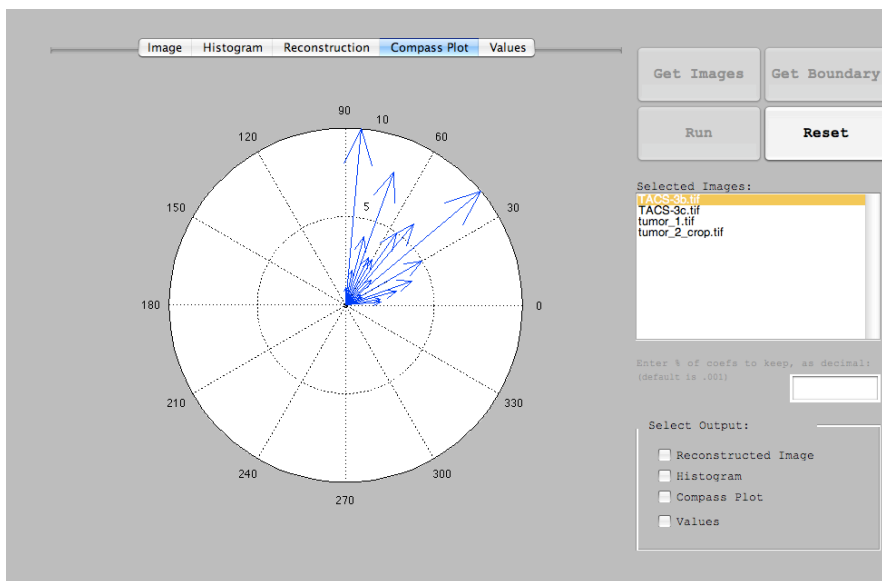 Image Histogram Reconstruction Compass Plot Values
Get Images Get Boundary
Run Reset
90
10
120 60
5
150 30
180 0
210 330
240 300
270
Selected Images:
TACS-3b.tif
TACS-3c.tif
tumor_1.tif
tumor_2_crop.tif
Enter % of coefs to keep, as decimal:
(default is .001)
Select Output:
Reconstructed Image
Histogram
Compass Plot
Values